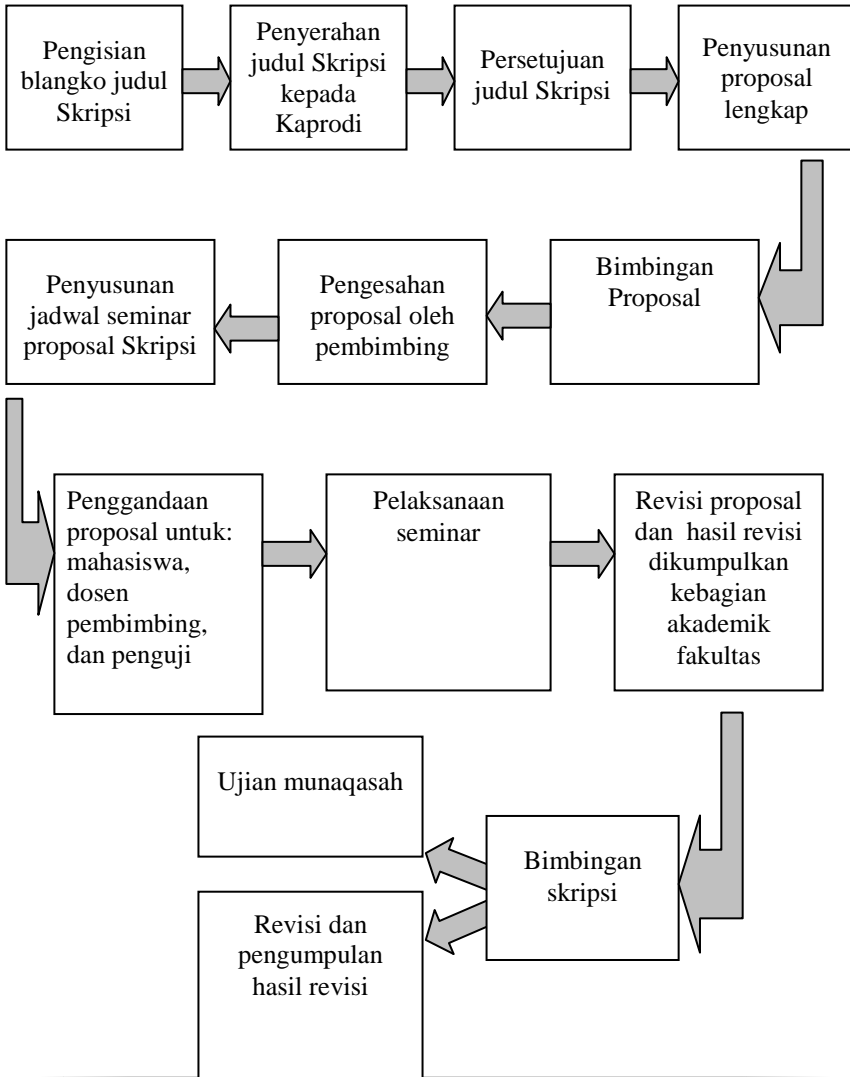 Pengisian
blangko judul
Skripsi
Penyerahan
judul Skripsi
kepada
Kaprodi
Persetujuan
judul Skripsi
Penyusunan
proposal
lengkap
Bimbingan
Proposal
Pengesahan
proposal oleh
pembimbing
Penyusunan
jadwal seminar
proposal Skripsi
Penggandaan
proposal untuk:
mahasiswa,
dosen
pembimbing,
dan penguji
Pelaksanaan
seminar
Revisi proposal
dan hasil revisi
dikumpulkan
kebagian
akademik
fakultas
Bimbingan
skripsi
Ujian munaqasah
Revisi dan
pengumpulan
hasil revisi